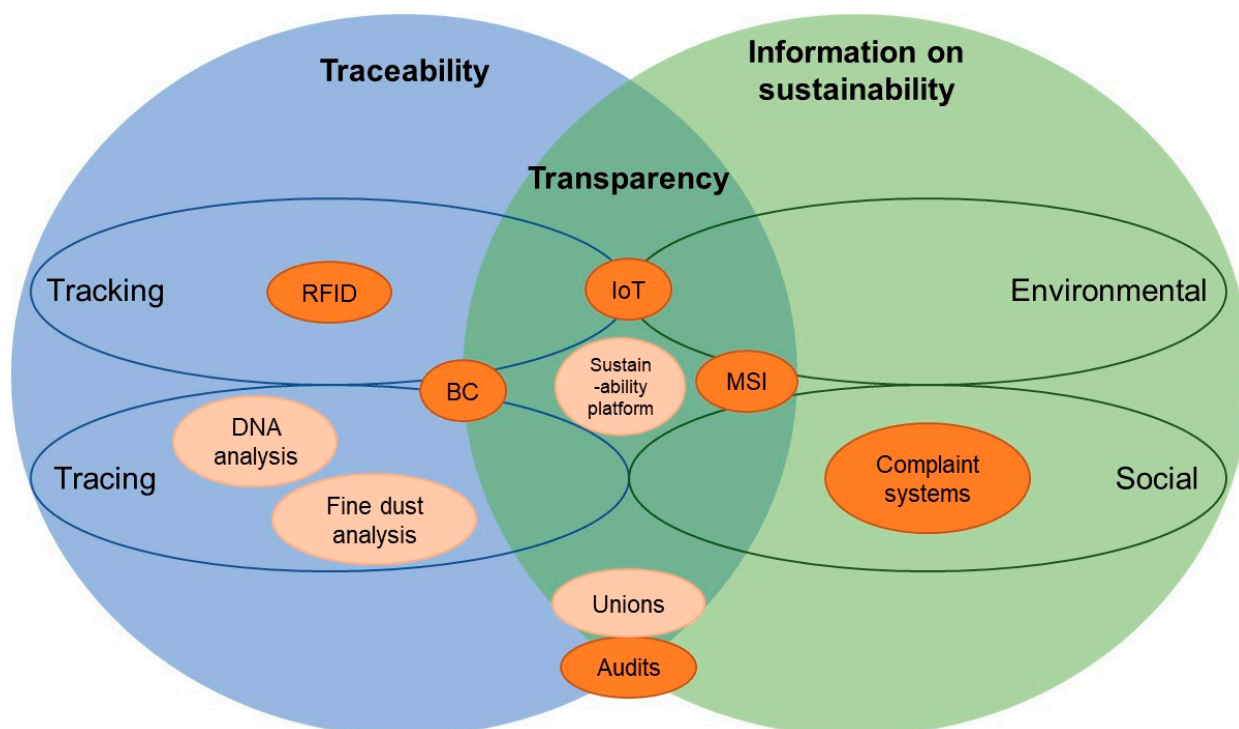 Traceability
Information on
sustainability
Transparency
Tracking
RFID
IoT
Environmental
Sustain
-ability
platform
BC
MSI
DNA
analysis
Tracing
Fine dust
analysis
Complaint
systems
Social
Unions
Audits